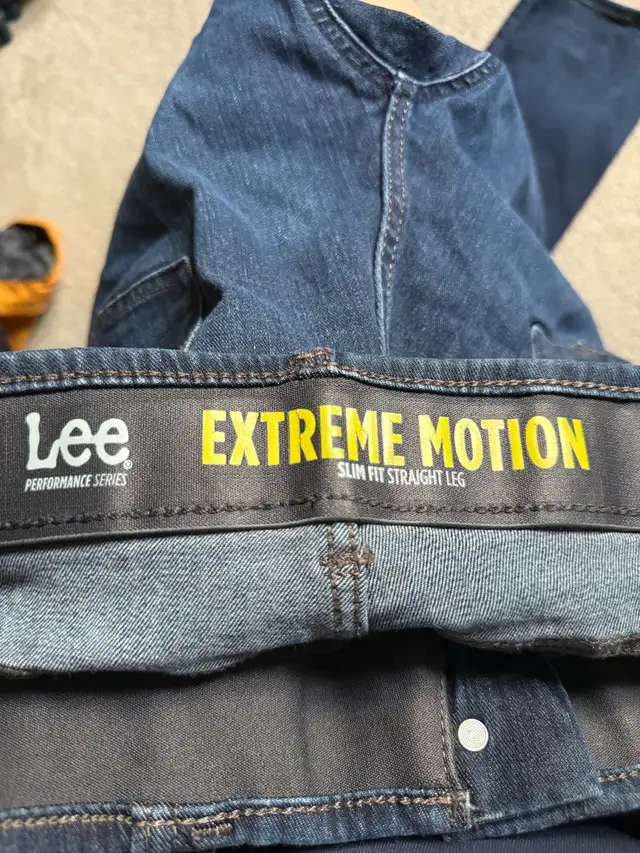 Lee®
PERFORMANCE SERIES
EXTREME MOTION
SLIM FIT STRAIGHT LEG